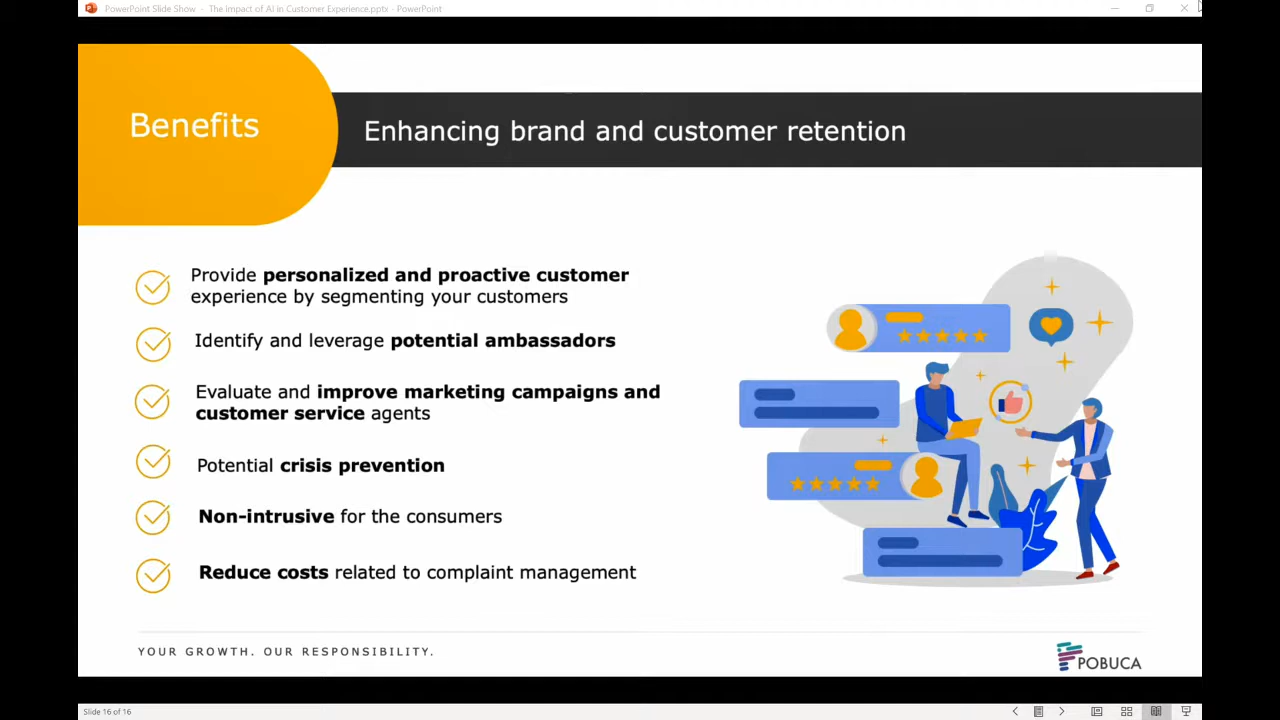 PowerPoint Slide Show - The impact of AI in Customer Experience.pptx - PowerPoint
Benefits
Enhancing brand and customer retention
Provide personalized and proactive customer
experience by segmenting your customers
Identify and leverage potential ambassadors
Evaluate and improve marketing campaigns and
customer service agents
Potential crisis prevention
Non-intrusive for the consumers
Reduce costs related to complaint management
YOUR GROWTH. OUR RESPONSIBILITY.
POBUCA
Slide 16 of 16